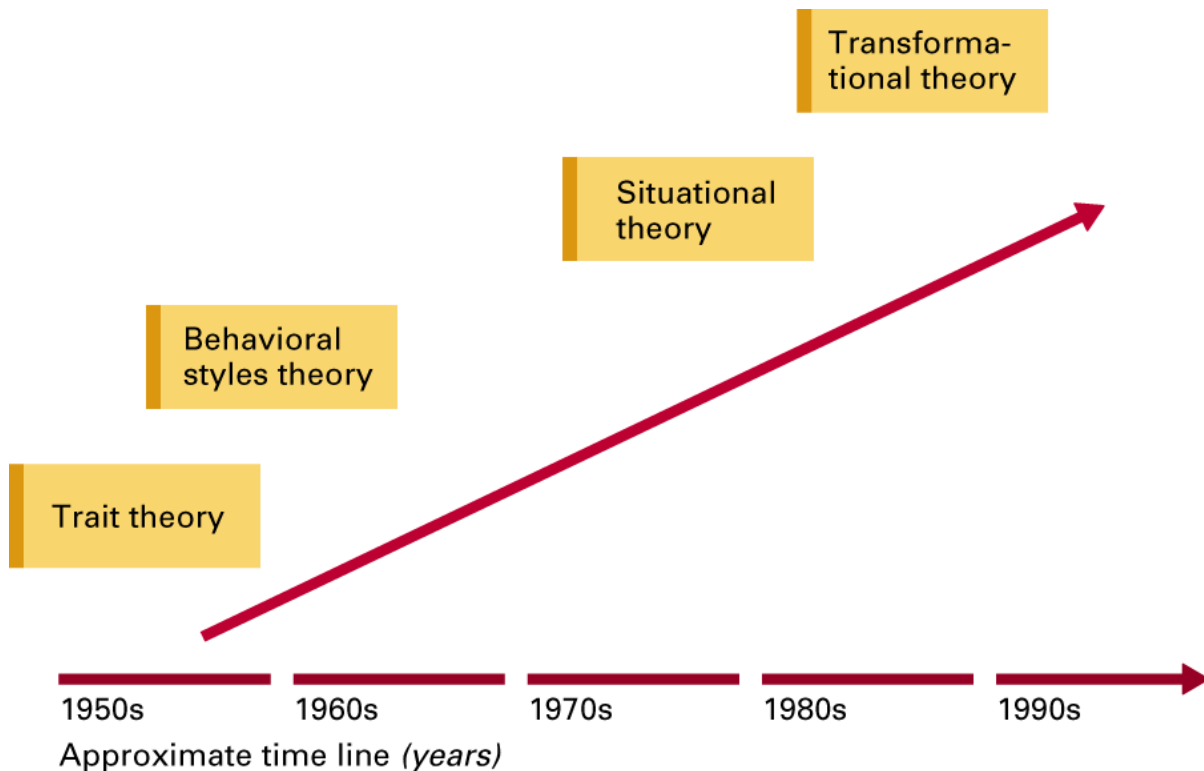 Transforma-
tional theory
Situational
theory
Behavioral
styles theory
Trait theory
1950s 1960s 1970s 1980s 1990s
Approximate time line (years)